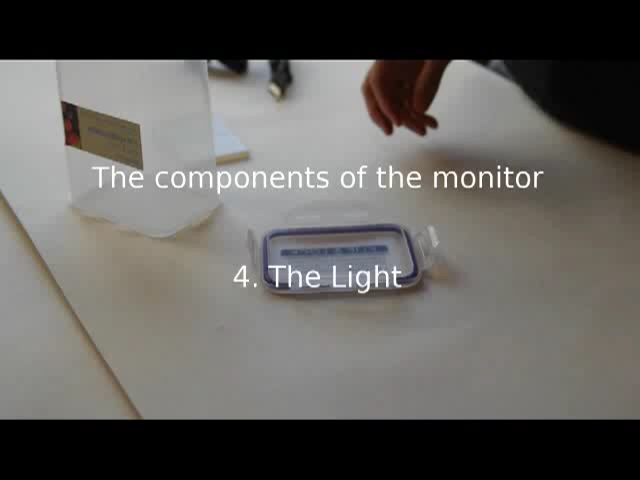 The components of the monitor
4. The Light